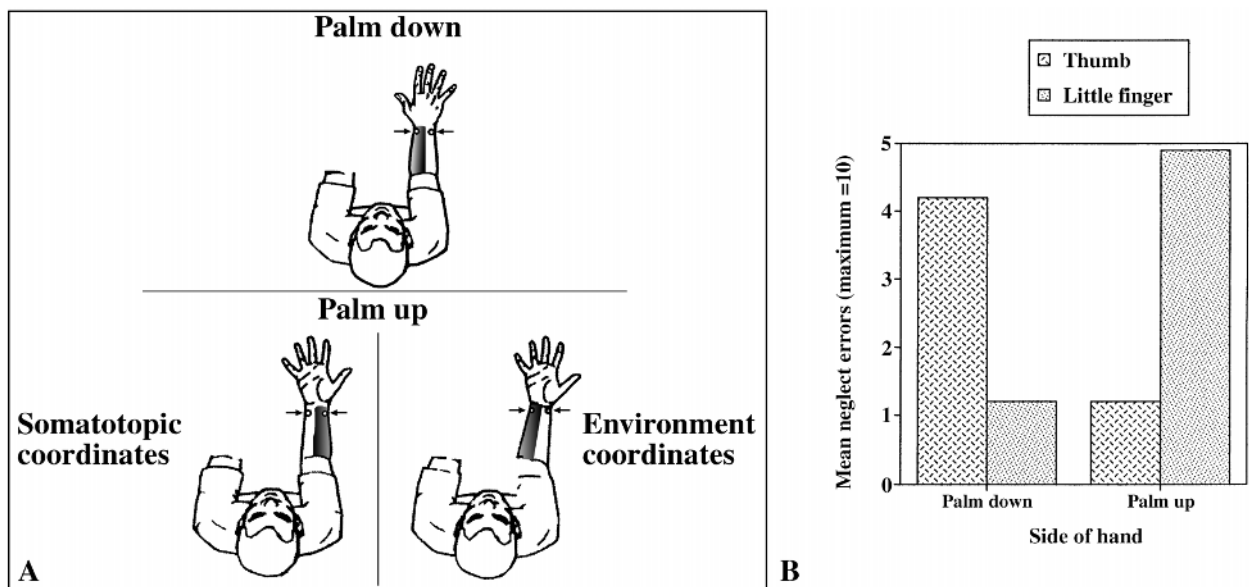 Palm down
Palm up
Somatotopic
coordinates
Environment
coordinates
A
Thumb
Little finger
Mean neglect errors (maximum =10)
5
4
3
2
1
0
Palm down
Palm up
Side of hand
B